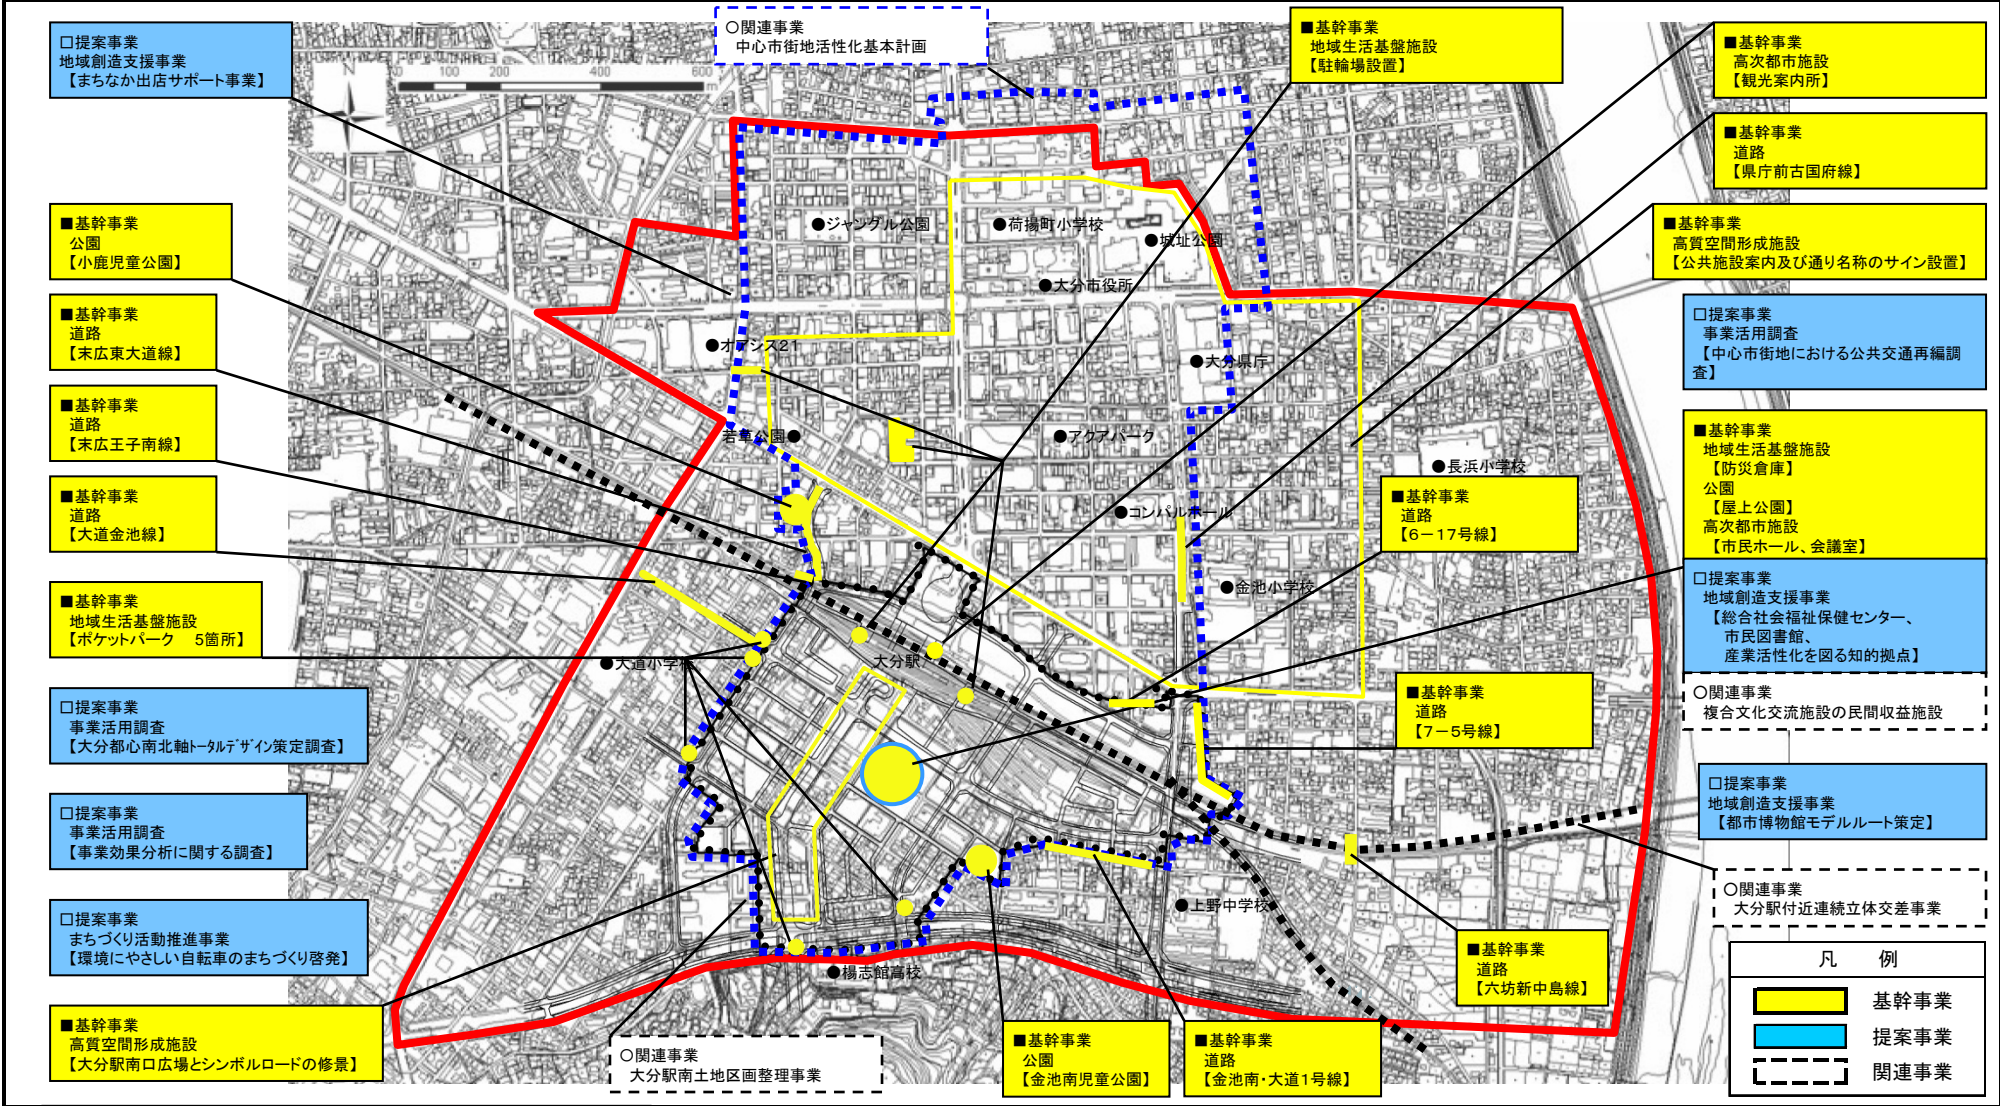 □提案事業
地域創造支援事業
【まちなか出店サポート事業】
○関連事業
中心市街地活性化基本計画
■基幹事業
地域生活基盤施設
【駐輪場設置】
■基幹事業
高次都市施設
【観光案内所】
■基幹事業
道路
【県庁前古国府線】
■基幹事業
高質空間形成施設
【公共施設案内及び通り名称のサイン設置】
□提案事業
事業活用調査
【中心市街地における公共交通再編調
査】
■基幹事業
地域生活基盤施設
【防災倉庫】
公園
【屋上公園】
高次都市施設
【市民ホール、会議室】
□提案事業
地域創造支援事業
【総合社会福祉保健センター、
市民図書館、
産業活性化を図る知的拠点】
○関連事業
複合文化交流施設の民間収益施設
□提案事業
地域創造支援事業
【都市博物館モデルルート策定】
○関連事業
大分駅付近連続立体交差事業
凡 例
基幹事業
提案事業
関連事業
■基幹事業
公園
【小鹿児童公園】
■基幹事業
道路
【末広東大道線】
■基幹事業
道路
【末広王子南線】
■基幹事業
道路
【大道金池線】
■基幹事業
地域生活基盤施設
【ポケットパーク 5箇所】
□提案事業
事業活用調査
【大分都心南北軸トータルデザイン策定調査】
□提案事業
事業活用調査
【事業効果分析に関する調査】
□提案事業
まちづくり活動推進事業
【環境にやさしい自転車のまちづくり啓発】
■基幹事業
高質空間形成施設
【大分駅南口広場とシンボルロードの修景】
○関連事業
大分駅南土地区画整理事業
■基幹事業
公園
【金池南児童公園】
■基幹事業
道路
【金池南・大道1号線】
■基幹事業
道路
【六坊新中島線】
■基幹事業
道路
【7-5号線】
■基幹事業
道路
【6-17号線】
N
0 100 200 400 600
m
●ジャングル公園
●荷揚町小学校
●城址公園
●大分市役所
●オアシス21
●大分県庁
若草公園●
●アクアパーク
●長浜小学校
●コンパルホール
●金池小学校
●大道小学校
大分駅
●上野中学校
●楊志館高校